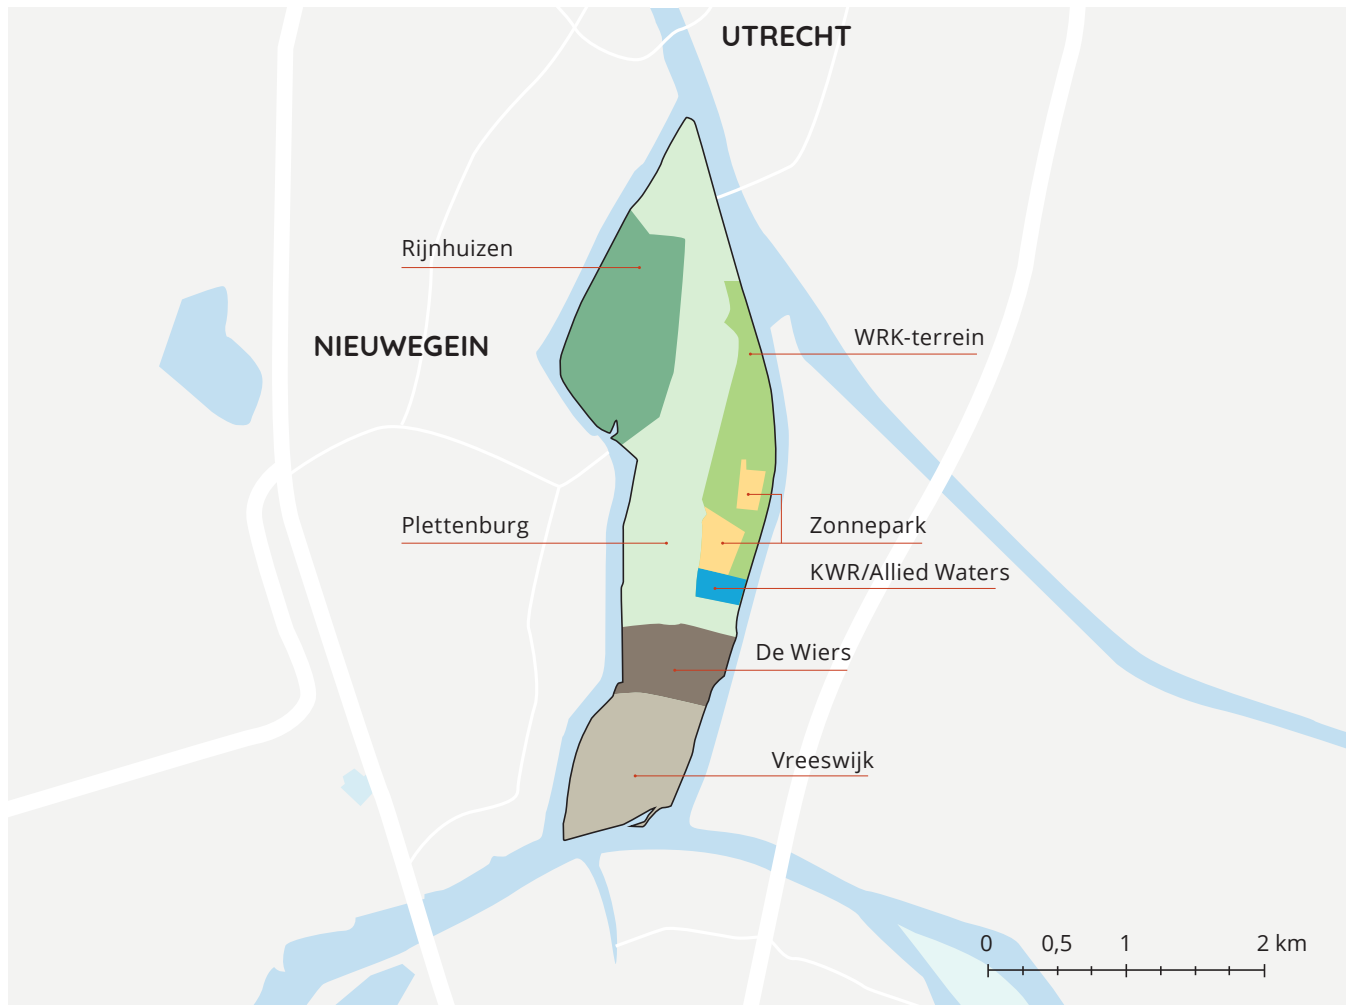 UTRECHT
Rijnhuizen
WRK-terrein
NIEUWEGEIN
Plettenburg
Zonnepark
KWR/Allied Waters
De Wiers
Vreeswijk
0 0,5 1 2 km